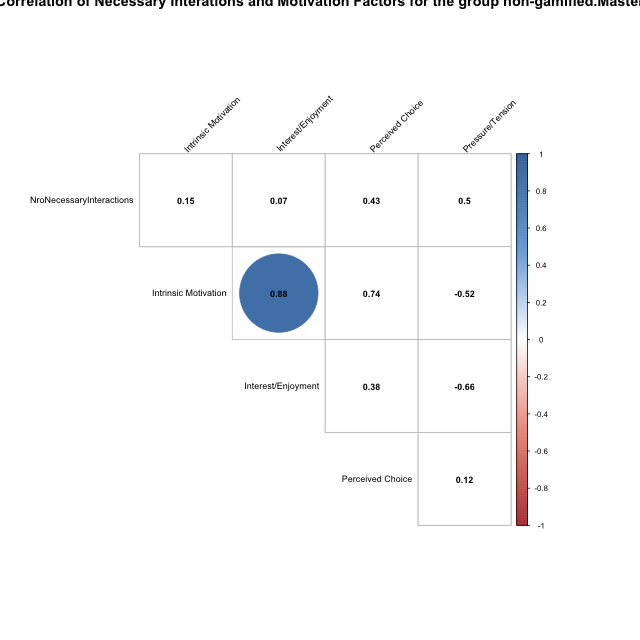 Correlation of Necessary Interations and Motivation Factors for the group non-gamified.Master
Intrinsic Motivation
Interest/Enjoyment
Perceived Choice
Pressure/Tension
NroNecessaryInteractions 0.15 0.07 0.43 0.5
Intrinsic Motivation 0.88 0.74 -0.52
Interest/Enjoyment 0.38 -0.66
Perceived Choice 0.12
1
0.8
0.6
0.4
0.2
0
-0.2
-0.4
-0.6
-0.8
-1